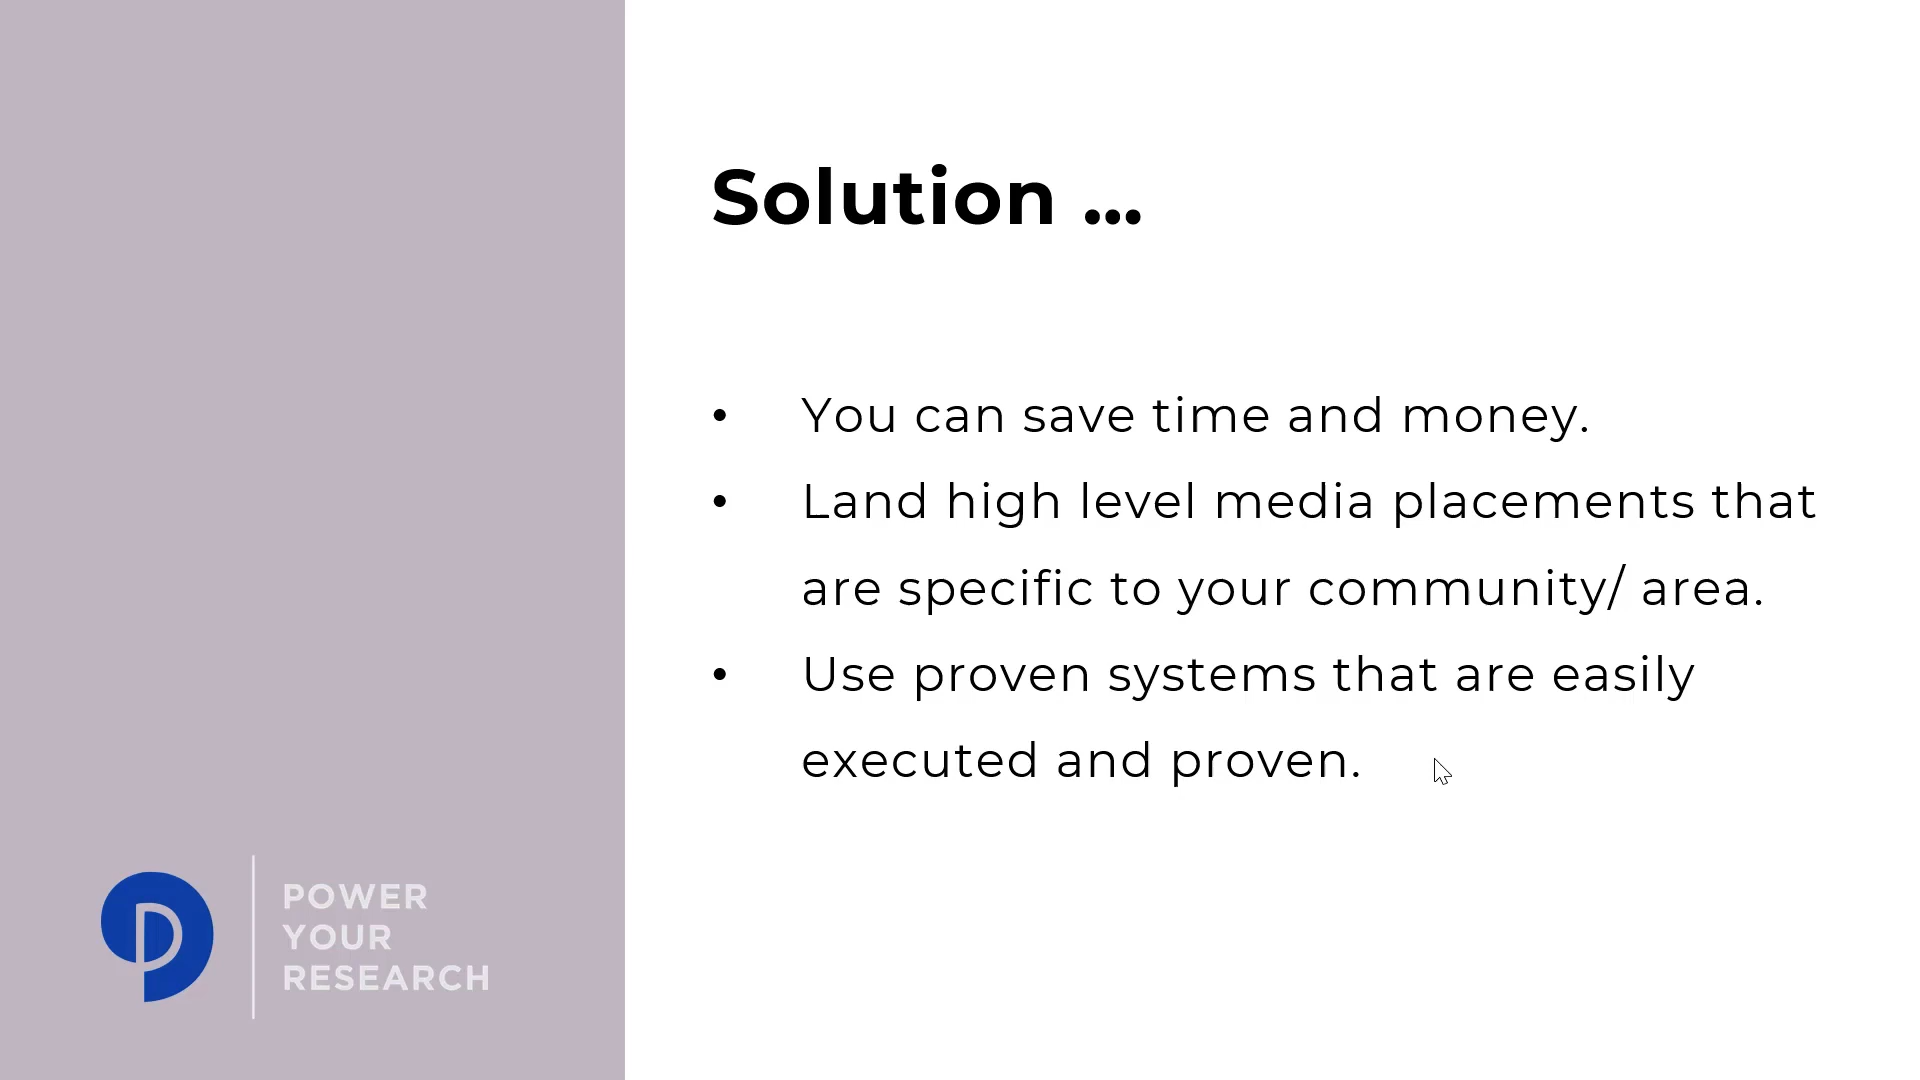 Solution ...
• You can save time and money.
• Land high level media placements that
are specific to your community/ area.
• Use proven systems that are easily
executed and proven.
POWER
YOUR
RESEARCH